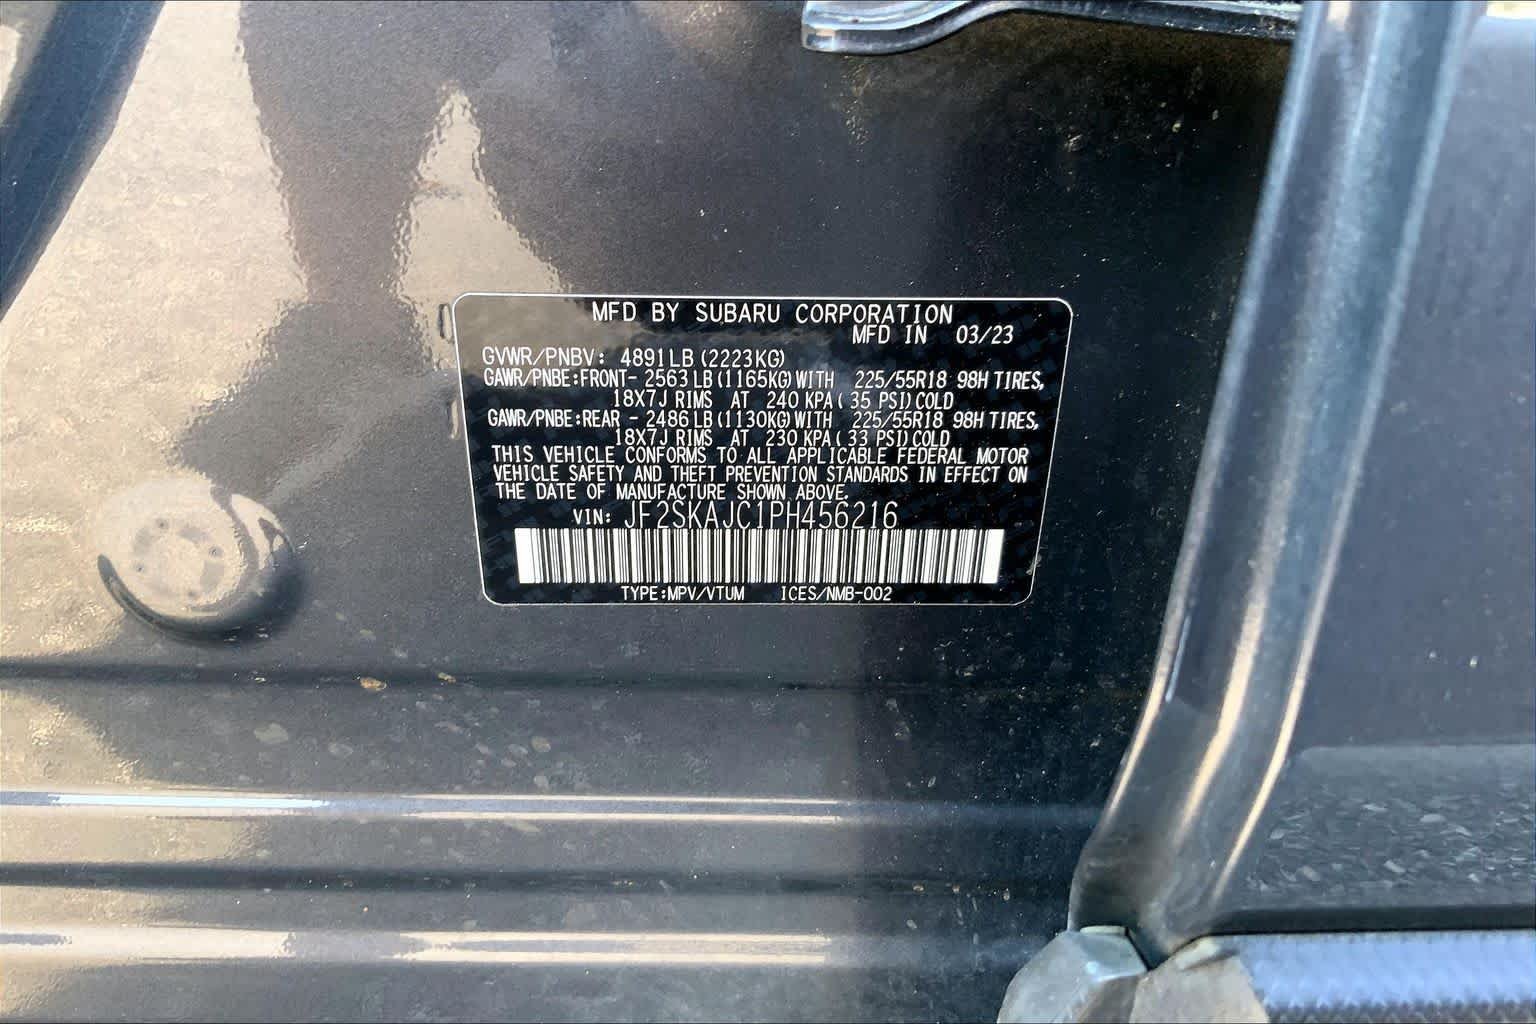 MFD BY SUBARU CORPORATION
MFD IN 03/23
GVWR/PNBV: 4891LB (2223KG)
GAWR/PNBE:FRONT- 2563 LB (1165KG) WITH 225/55R18 98H TIRES,
18X7J RIMS AT 240 KPA ( 35 PSI) COLD
GAWR/PNBE:REAR - 2486 LB (1130KG) WITH 225/55R18 98H TIRES,
18X7J RIMS AT 230 KPA ( 33 PSI) COLD
THIS VEHICLE CONFORMS TO ALL APPLICABLE FEDERAL MOTOR
VEHICLE SAFETY AND THEFT PREVENTION STANDARDS IN EFFECT ON
THE DATE OF MANUFACTURE SHOWN ABOVE.
VIN: JF2SKAJC1PH456216
TYPE:MPV/VTUM ICES/NMB-002